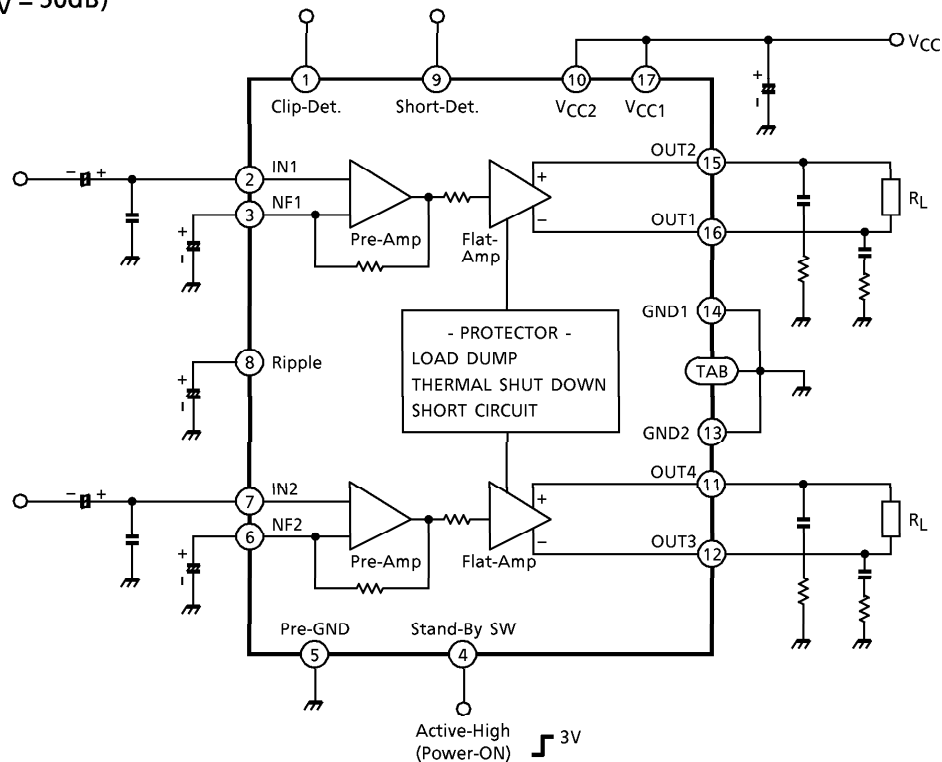 V = 50dB)
VCC
1
9
10
17
Clip-Det.
Short-Det.
VCC2
VCC1
+
-
OUT2
15
- +
2
IN1
3
NF1
+
-
Pre-Amp
+
-
Flat-
Amp
OUT1
16
RL
GND1
14
- PROTECTOR -
LOAD DUMP
THERMAL SHUT DOWN
SHORT CIRCUIT
8
Ripple
+
-
TAB
GND2
13
OUT4
11
- +
7
IN2
6
NF2
+
-
Pre-Amp
+
-
Flat-Amp
OUT3
12
RL
Pre-GND
5
Stand-By SW
4
Active-High
(Power-ON)
3V